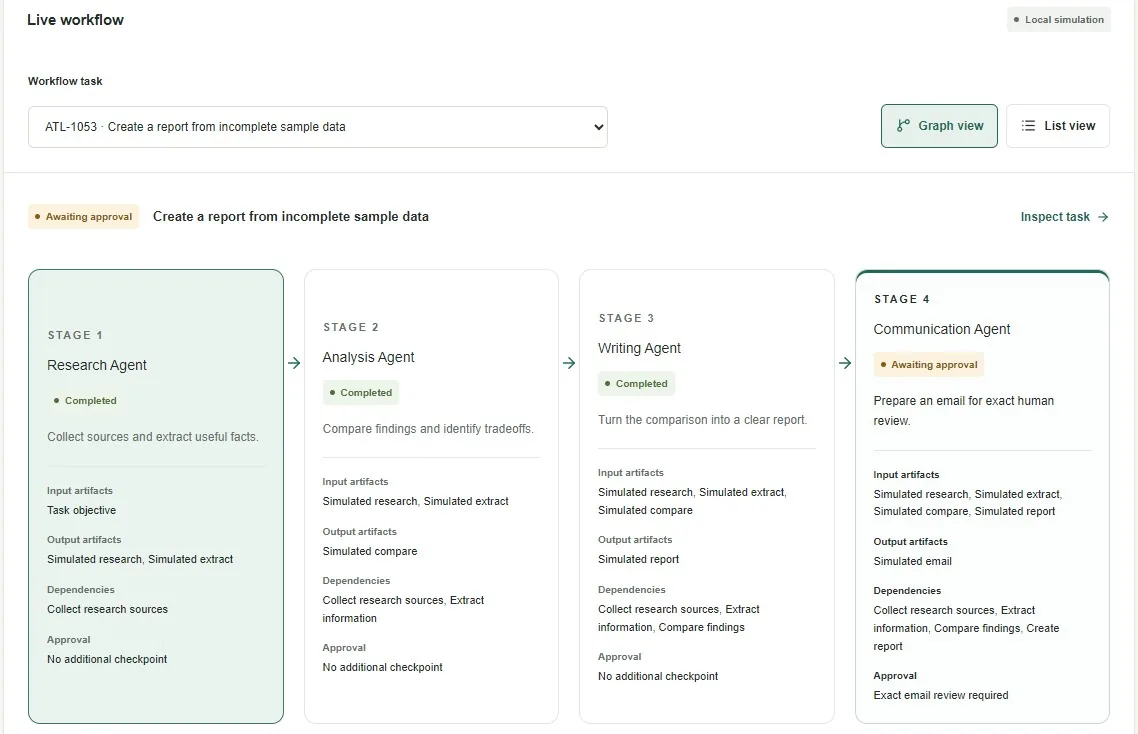 Live workflow
Local simulation
Workflow task
ATL-1053 · Create a report from incomplete sample data
Graph view
List view
Awaiting approval
Create a report from incomplete sample data
Inspect task
STAGE 1
Research Agent
Completed
Collect sources and extract useful facts.
Input artifacts
Task objective
Output artifacts
Simulated research, Simulated extract
Dependencies
Collect research sources
Approval
No additional checkpoint
STAGE 2
Analysis Agent
Completed
Compare findings and identify tradeoffs.
Input artifacts
Simulated research, Simulated extract
Output artifacts
Simulated compare
Dependencies
Collect research sources, Extract
information
Approval
No additional checkpoint
STAGE 3
Writing Agent
Completed
Turn the comparison into a clear report.
Input artifacts
Simulated research, Simulated extract,
Simulated compare
Output artifacts
Simulated report
Dependencies
Collect research sources, Extract
information, Compare findings
Approval
No additional checkpoint
STAGE 4
Communication Agent
Awaiting approval
Prepare an email for exact human
review.
Input artifacts
Simulated research, Simulated extract,
Simulated compare, Simulated report
Output artifacts
Simulated email
Dependencies
Collect research sources, Extract
information, Compare findings, Create
report
Approval
Exact email review required